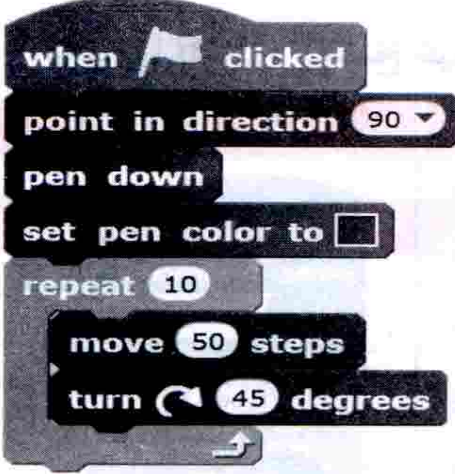 when clicked
point in direction 90
pen down
set pen color to
repeat 10
move 50 steps
turn 45 degrees